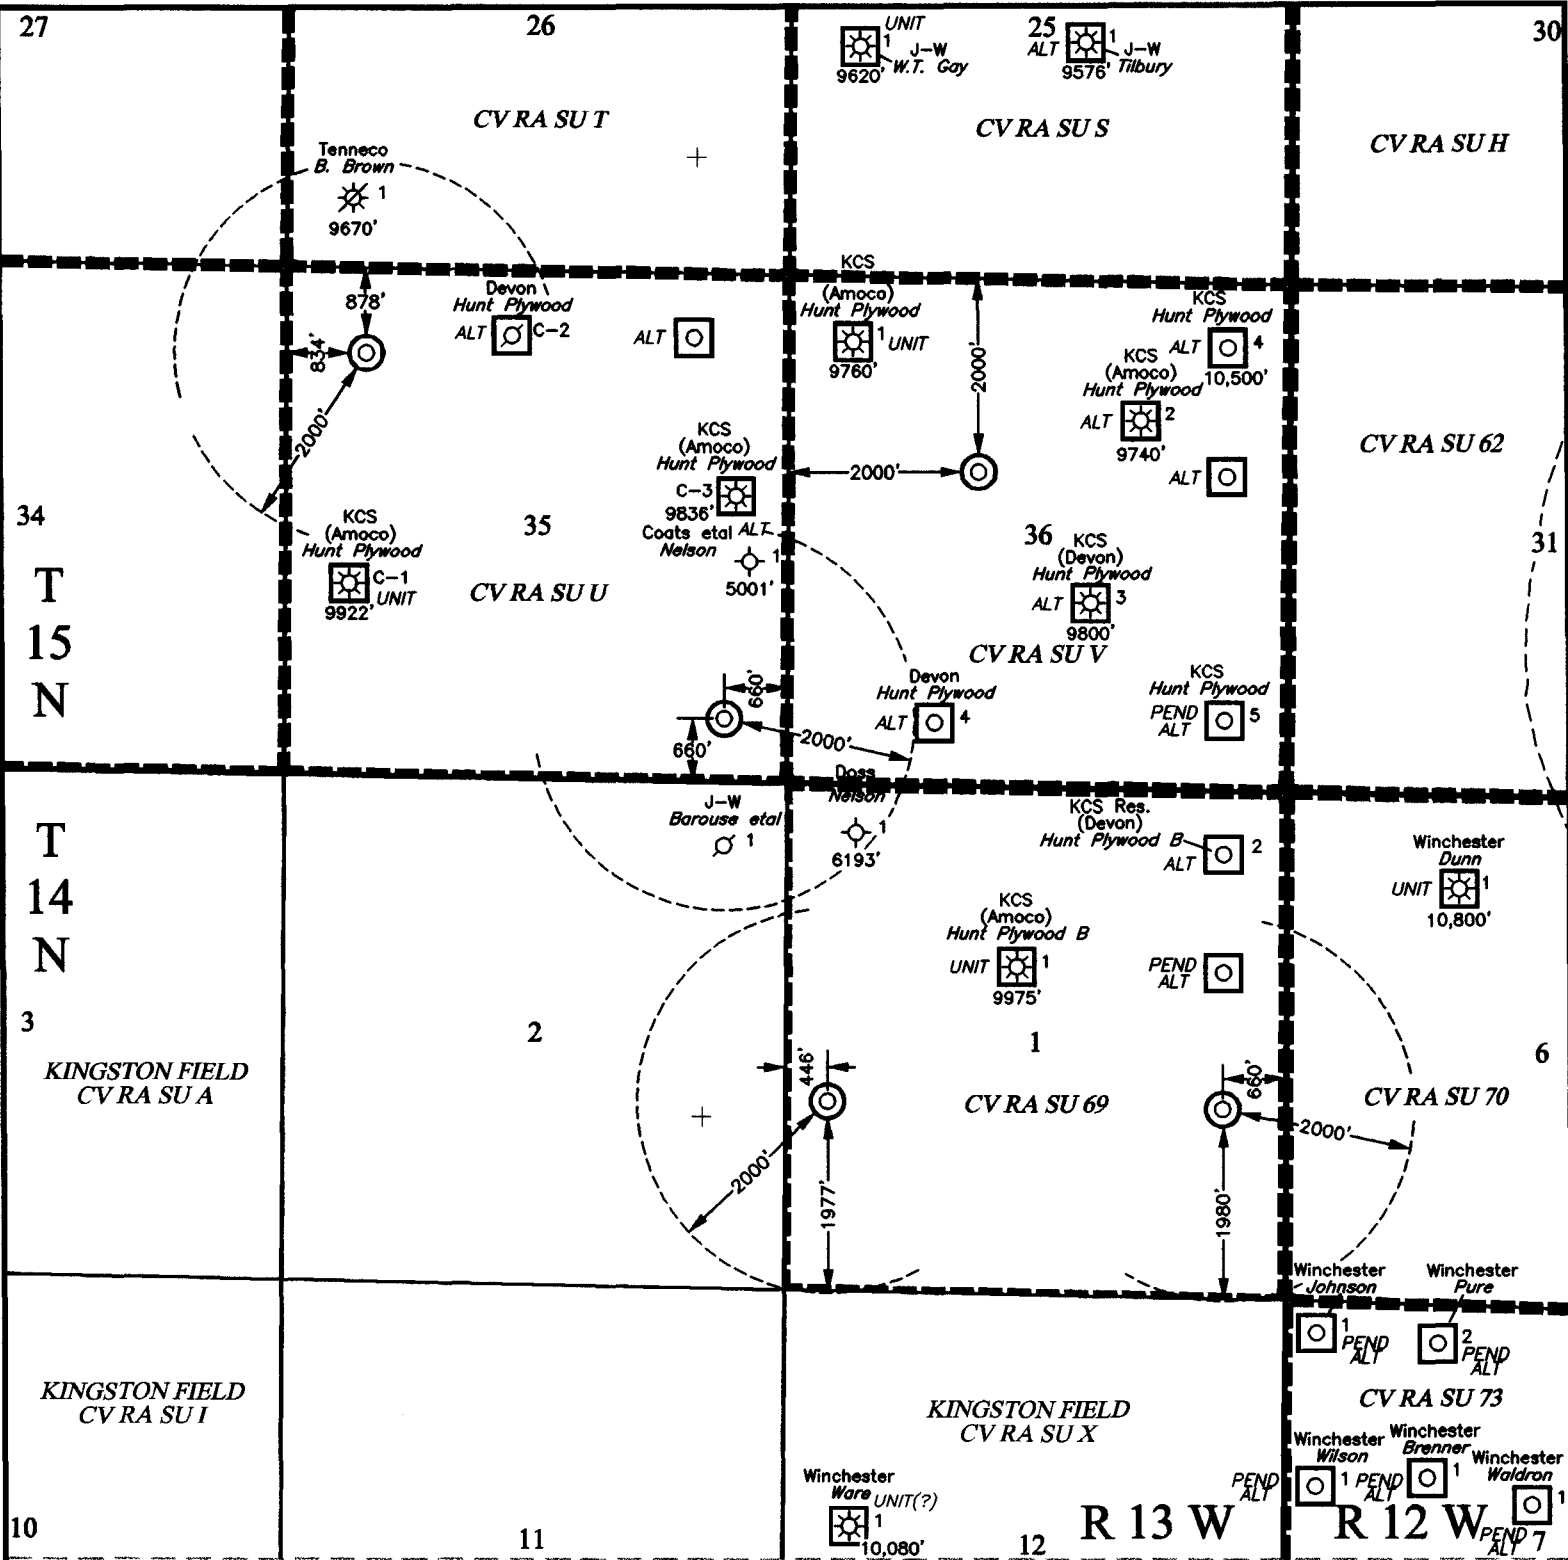 27
26
25
30
UNIT
1
J-W
W.T. Gay
9620'
ALT
1
J-W
Tilbury
9576'
CV RA SU T
CV RA SU S
CV RA SU H
Tenneco
B. Brown
1
9670'
878'
834'
2000'
Devon
Hunt Plywood
ALT
C-2
ALT
KCS
(Amoco)
Hunt Plywood
1
UNIT
9760'
2000'
2000'
KCS
Hunt Plywood
ALT
4
10,500'
KCS
(Amoco)
Hunt Plywood
ALT
2
9740'
ALT
CV RA SU 62
34
35
36
31
KCS
(Amoco)
Hunt Plywood
C-3
9836'
ALT
Coats etal
Nelson
1
5001'
KCS
(Amoco)
Hunt Plywood
C-1
UNIT
9922'
CV RA SU U
KCS
(Devon)
Hunt Plywood
ALT
3
9800'
CV RA SU V
T
15
N
660'
660'
2000'
Devon
Hunt Plywood
ALT
4
KCS
Hunt Plywood
PEND
ALT
5
T
14
N
J-W
Barouse etal
1
Doss
Nelson
1
6193'
KCS Res.
(Devon)
Hunt Plywood B
ALT
2
Winchester
Dunn
UNIT
1
10,800'
KCS
(Amoco)
Hunt Plywood B
UNIT
1
9975'
PEND
ALT
3
2
1
6
KINGSTON FIELD
CV RA SU A
446'
2000'
1977'
CV RA SU 69
660'
2000'
1980'
CV RA SU 70
Winchester
Johnson
1
PEND
ALT
Winchester
Pure
2
PEND
ALT
KINGSTON FIELD
CV RA SU I
KINGSTON FIELD
CV RA SU X
CV RA SU 73
Winchester
Ware
UNIT(?)
1
10,080'
Winchester
Wilson
PEND
ALT
1
Winchester
Brenner
PEND
ALT
1
Winchester
Waldron
1
PEND
ALT
10
11
12
R 13 W
R 12 W
7